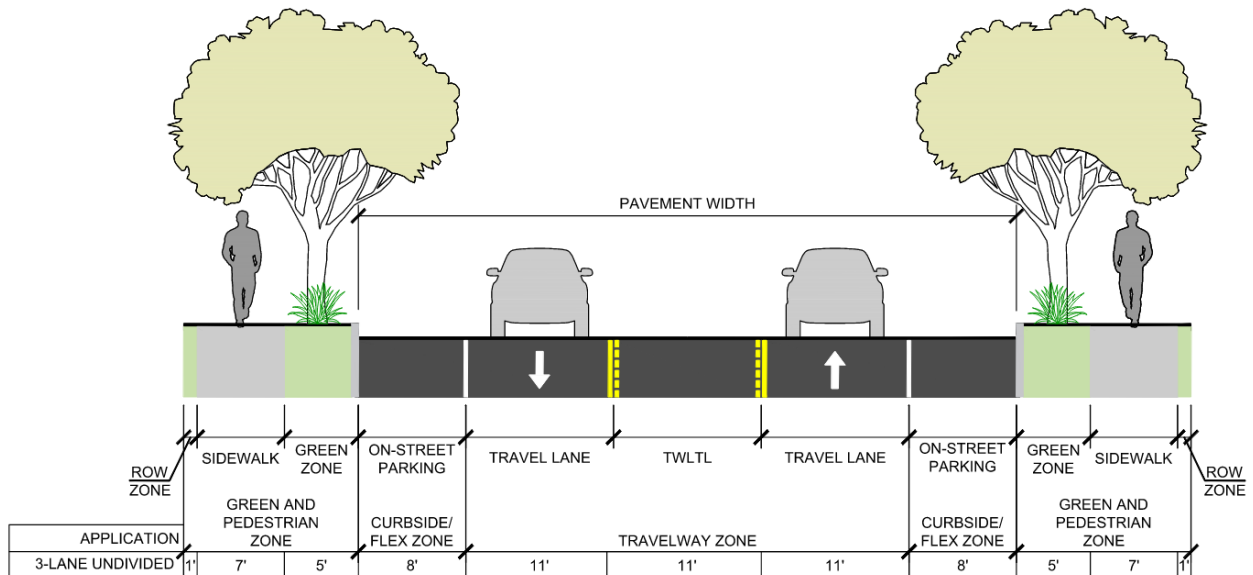 PAVEMENT WIDTH
ROW
ZONE
SIDEWALK
GREEN
ZONE
ON-STREET
PARKING
TRAVEL LANE
TWLTL
TRAVEL LANE
ON-STREET
PARKING
GREEN
ZONE
SIDEWALK
ROW
ZONE
GREEN AND
PEDESTRIAN
ZONE
CURBSIDE/
FLEX ZONE
TRAVELWAY ZONE
CURBSIDE/
FLEX ZONE
GREEN AND
PEDESTRIAN
ZONE
APPLICATION
3-LANE UNDIVIDED 1' 7' 5' 8' 11' 11' 11' 8' 5' 7' 1'